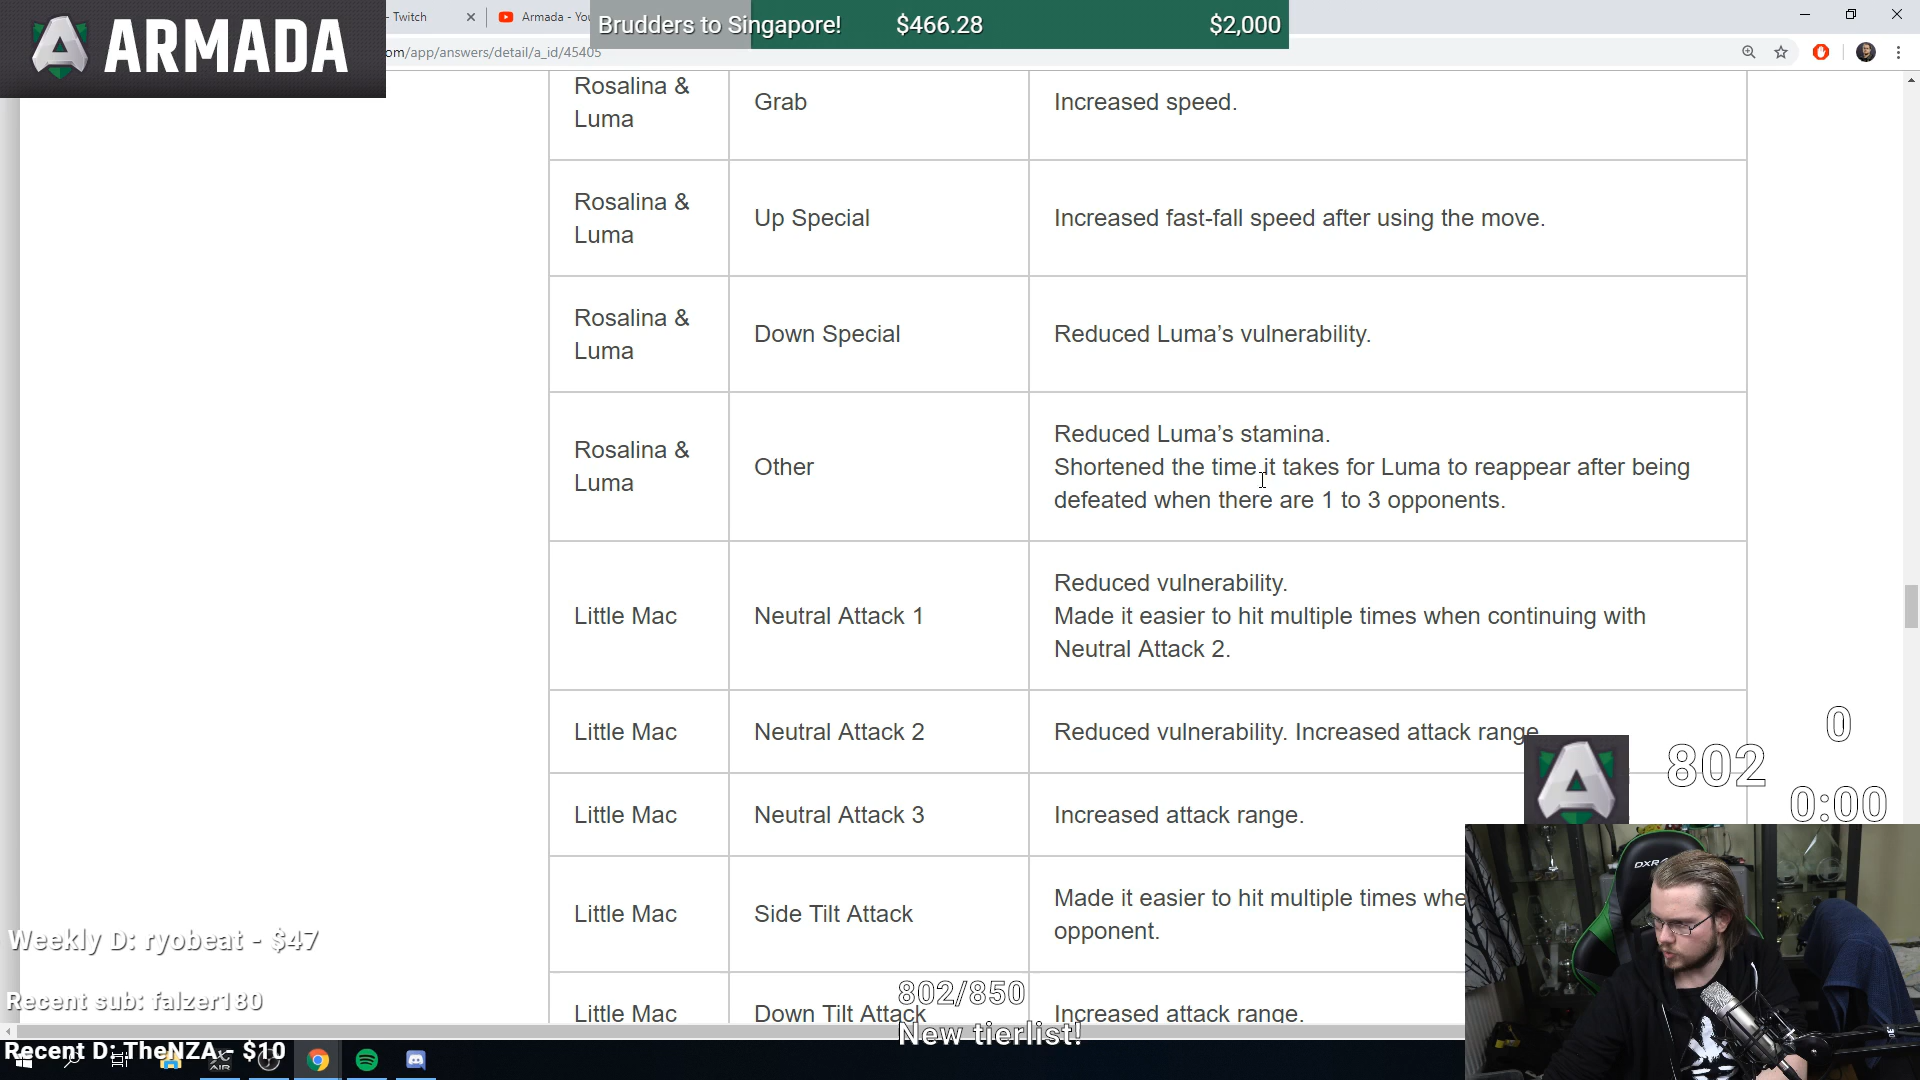 ARMADA
- Twitch
Armada - You
Brudders to Singapore! $466.28 $2,000
om/app/answers/detail/a_id/45405
Rosalina & Luma Grab Increased speed.
Rosalina & Luma Up Special Increased fast-fall speed after using the move.
Rosalina & Luma Down Special Reduced Luma's vulnerability.
Rosalina & Luma Other Reduced Luma's stamina.
Shortened the time it takes for Luma to reappear after being
defeated when there are 1 to 3 opponents.
Little Mac Neutral Attack 1 Reduced vulnerability.
Made it easier to hit multiple times when continuing with
Neutral Attack 2.
Little Mac Neutral Attack 2 Reduced vulnerability. Increased attack range
Little Mac Neutral Attack 3 Increased attack range.
Little Mac Side Tilt Attack Made it easier to hit multiple times whe
opponent.
Little Mac Down Tilt Attack Increased attack range.
0
802
0:00
DXR
Weekly D: ryobeat - $47
Recent sub: falzer180
802/850
New tierlist!
Recent D: TheNZA - $10
AIR